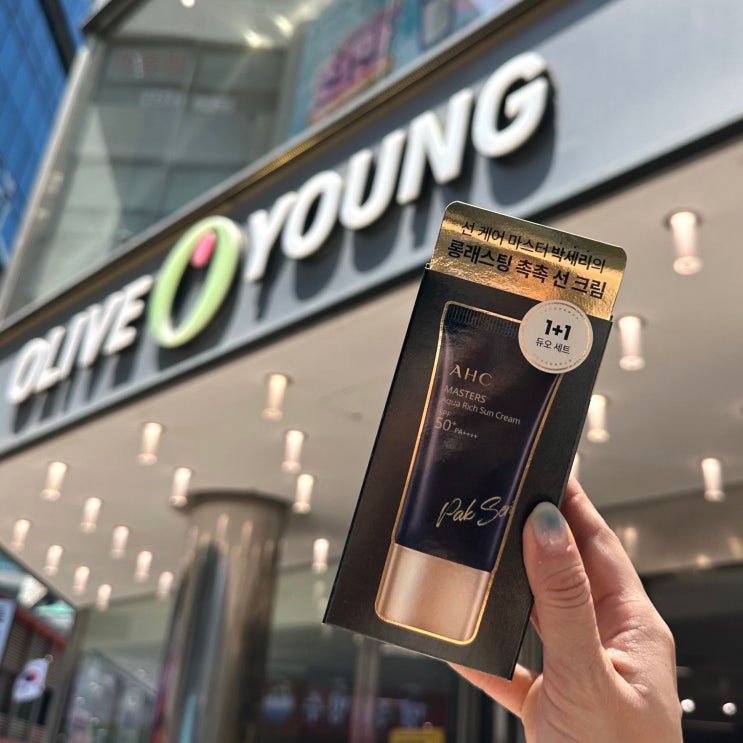 OLIVE YOUNG
선 케어 마스터 박세리의
롱래스팅 촉촉 선 크림
1+1
듀오 세트
AHC
MASTERS
Aqua Rich Sun Cream
SPF
50+ PA++++
Pak Seri